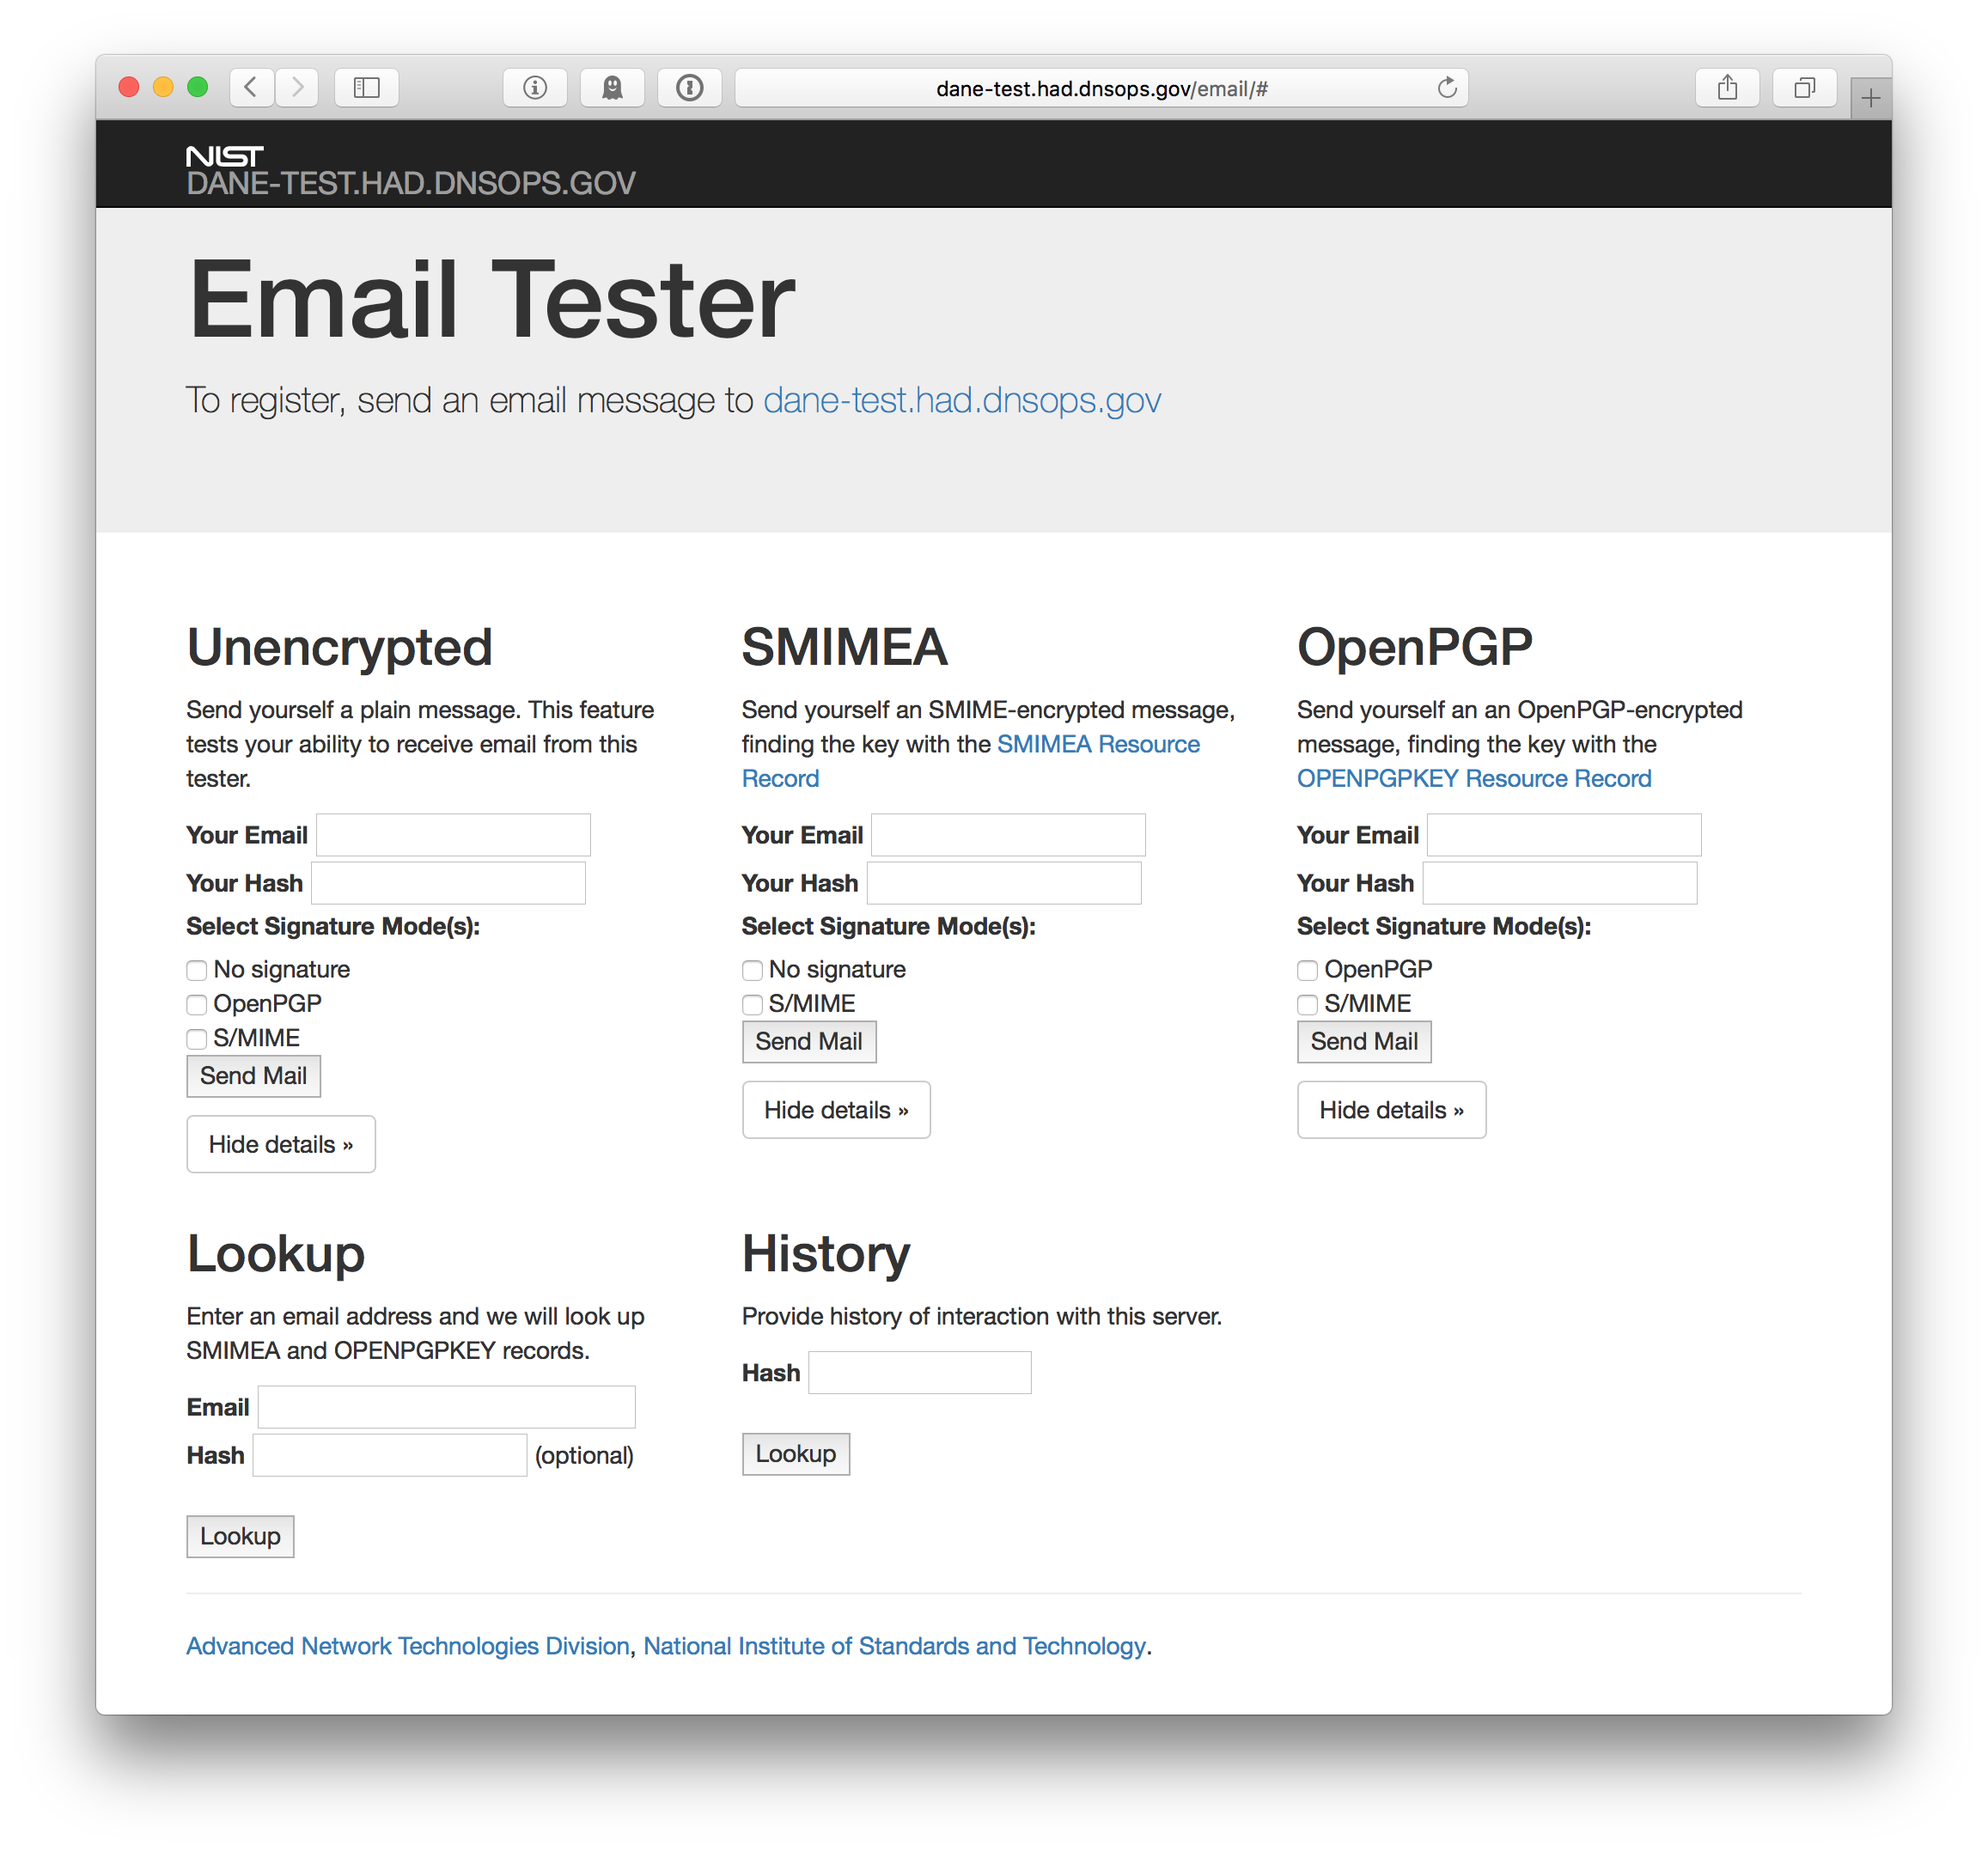 dane-test.had.dnsops.gov/email/#
NIST
DANE-TEST.HAD.DNSOPS.GOV
Email Tester
To register, send an email message to dane-test.had.dnsops.gov
Unencrypted
Send yourself a plain message. This feature
tests your ability to receive email from this
tester.
Your Email
Your Hash
Select Signature Mode(s):
No signature
OpenPGP
S/MIME
Send Mail
Hide details »
SMIMEA
Send yourself an SMIME-encrypted message,
finding the key with the SMIMEA Resource
Record
Your Email
Your Hash
Select Signature Mode(s):
No signature
S/MIME
Send Mail
Hide details »
OpenPGP
Send yourself an an OpenPGP-encrypted
message, finding the key with the
OPENPGPKEY Resource Record
Your Email
Your Hash
Select Signature Mode(s):
OpenPGP
S/MIME
Send Mail
Hide details »
Lookup
Enter an email address and we will look up
SMIMEA and OPENPGPKEY records.
Email
Hash (optional)
Lookup
History
Provide history of interaction with this server.
Hash
Lookup
Advanced Network Technologies Division, National Institute of Standards and Technology.